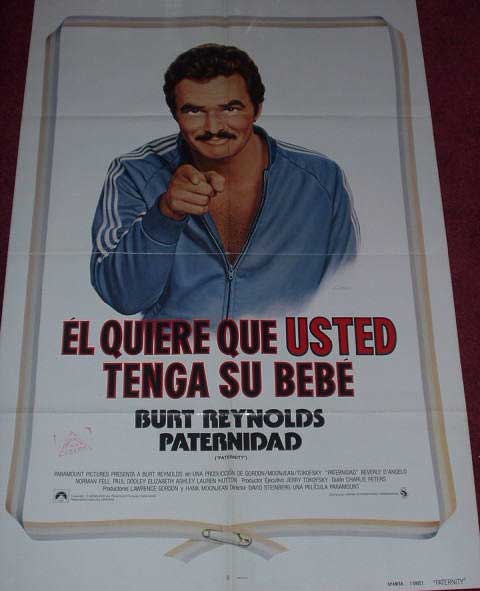 ÉL QUIERE QUE USTED
TENGA SU BEBÉ
BURT REYNOLDS
PATERNIDAD
("PATERNITY")
PARAMOUNT PICTURES PRESENTA A BURT REYNOLDS en UNA PRODUCCIÓN DE GORDON/MOONJEAN/TOKOFSKY "PATERNIDAD" BEVERLY D'ANGELO
NORMAN FELL PAUL DOOLEY ELIZABETH ASHLEY LAUREN HUTTON Productor Ejecutivo JERRY TOKOFSKY Guión CHARLIE PETERS
Productores LAWRENCE GORDON y HANK MOONJEAN Director DAVID STEINBERG UNA PELÍCULA PARAMOUNT
"PATERNITY"